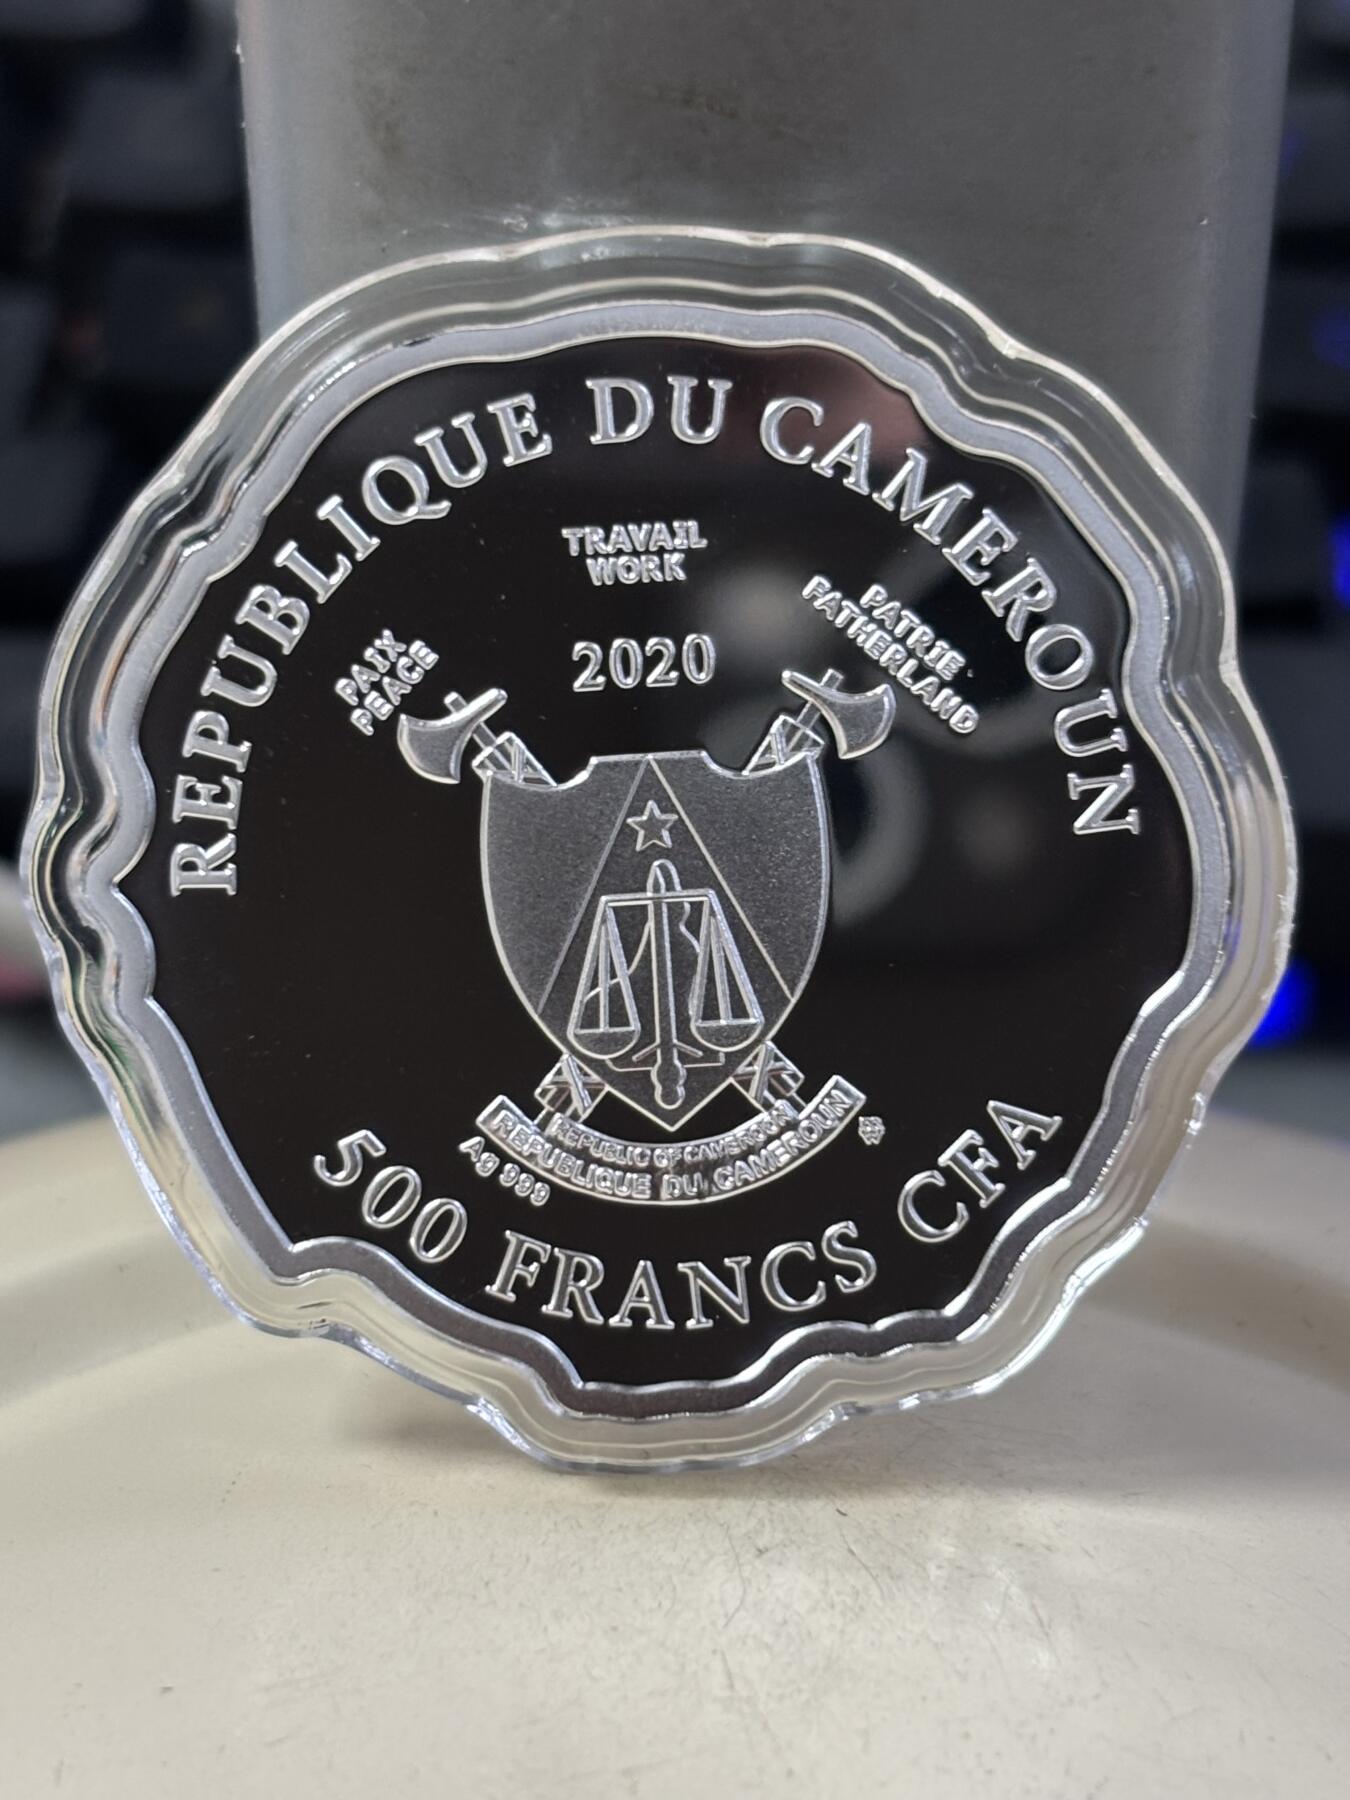 REPUBLIQUE DU CAMEROUN
TRAVAIL
WORK
PAIX
PEACE
PATRIE
FATHERLAND
2020
REPUBLIC OF CAMEROON
REPUBLIQUE DU CAMEROUN
Ag 999
500 FRANCS CFA